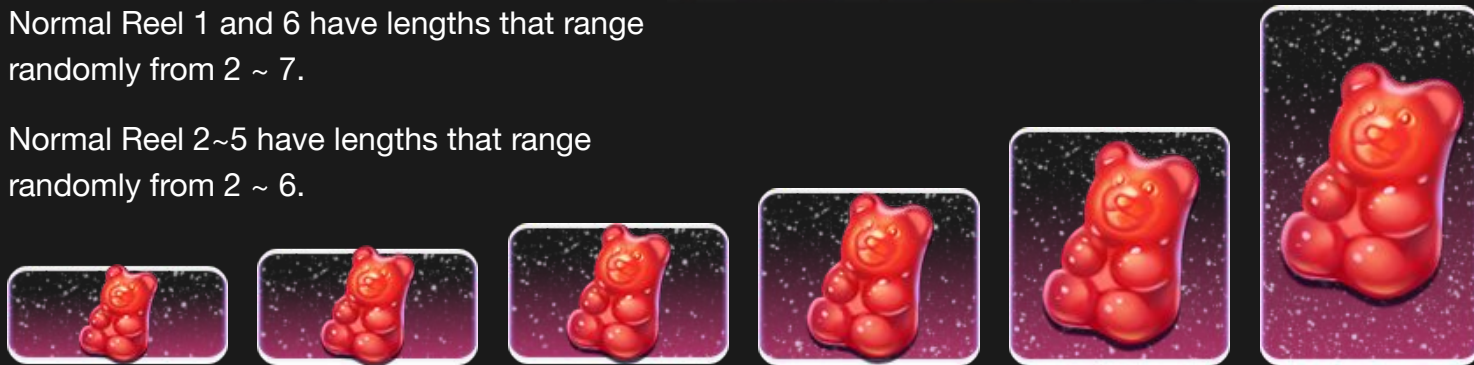 Normal Reel 1 and 6 have lengths that range
randomly from 2 ~ 7.
Normal Reel 2~5 have lengths that range
randomly from 2 ~ 6.